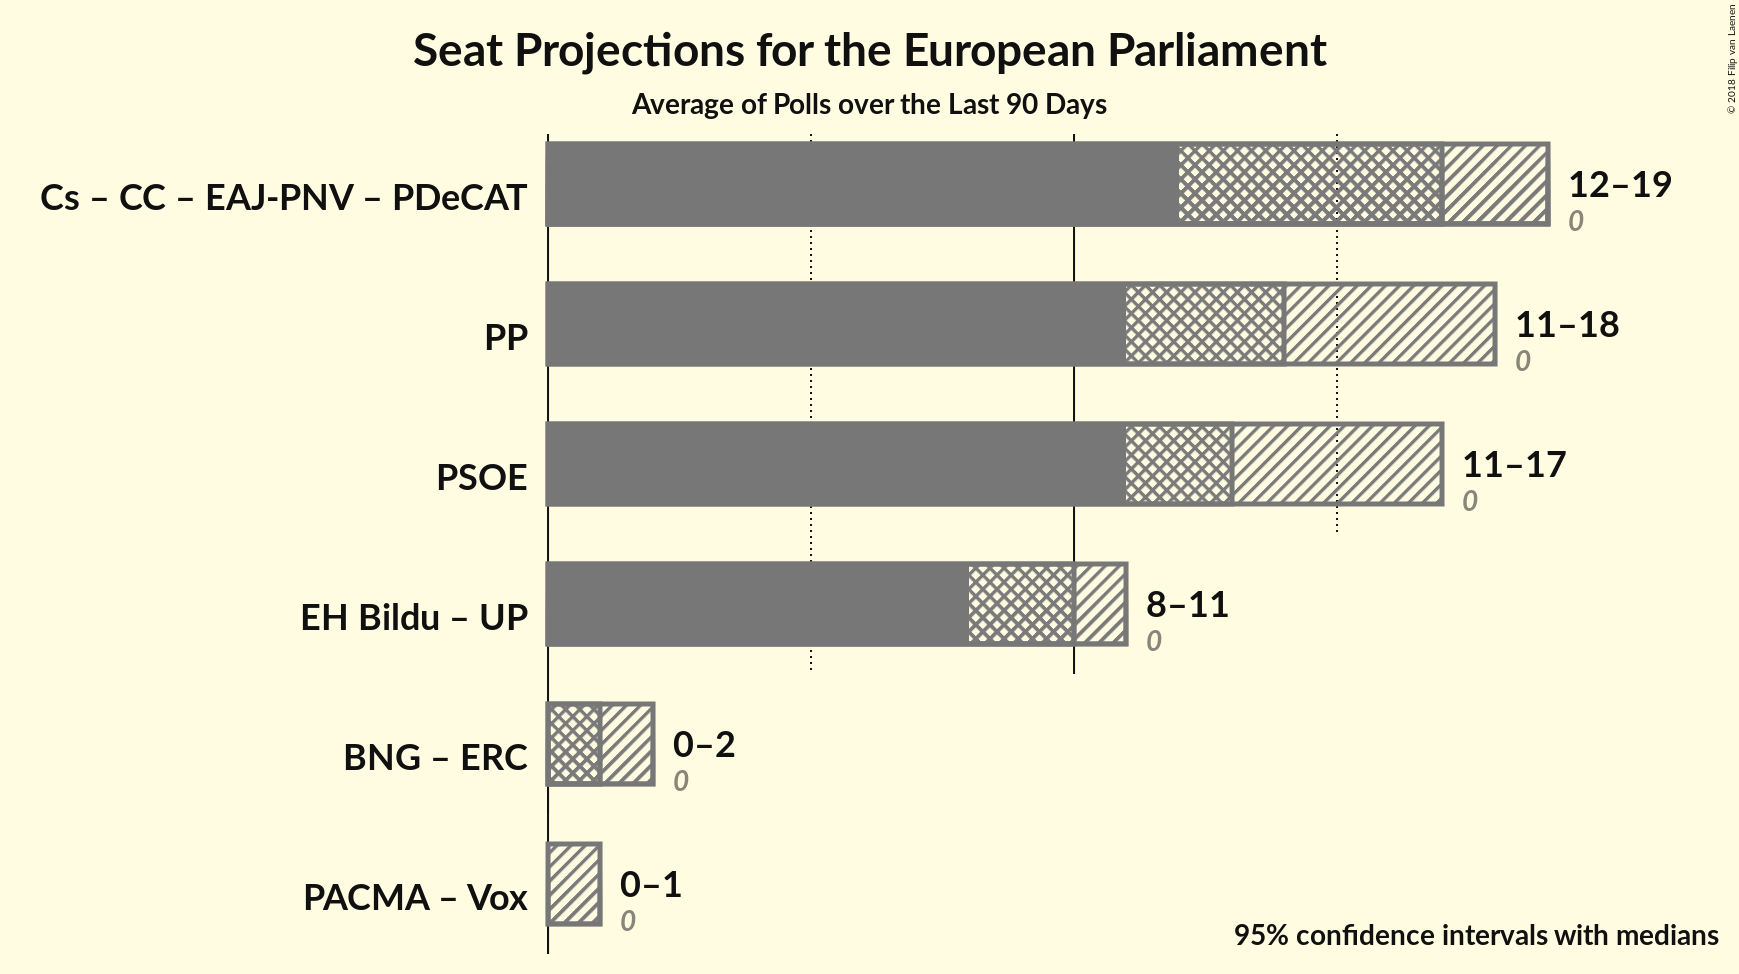 Seat Projections for the European Parliament
Average of Polls over the Last 90 Days
© 2018 Filip van Laenen
Cs – CC – EAJ-PNV – PDeCAT
12–19
0
PP
11–18
0
PSOE
11–17
0
EH Bildu – UP
8–11
0
BNG – ERC
0–2
0
PACMA – Vox
0–1
0
95% confidence intervals with medians